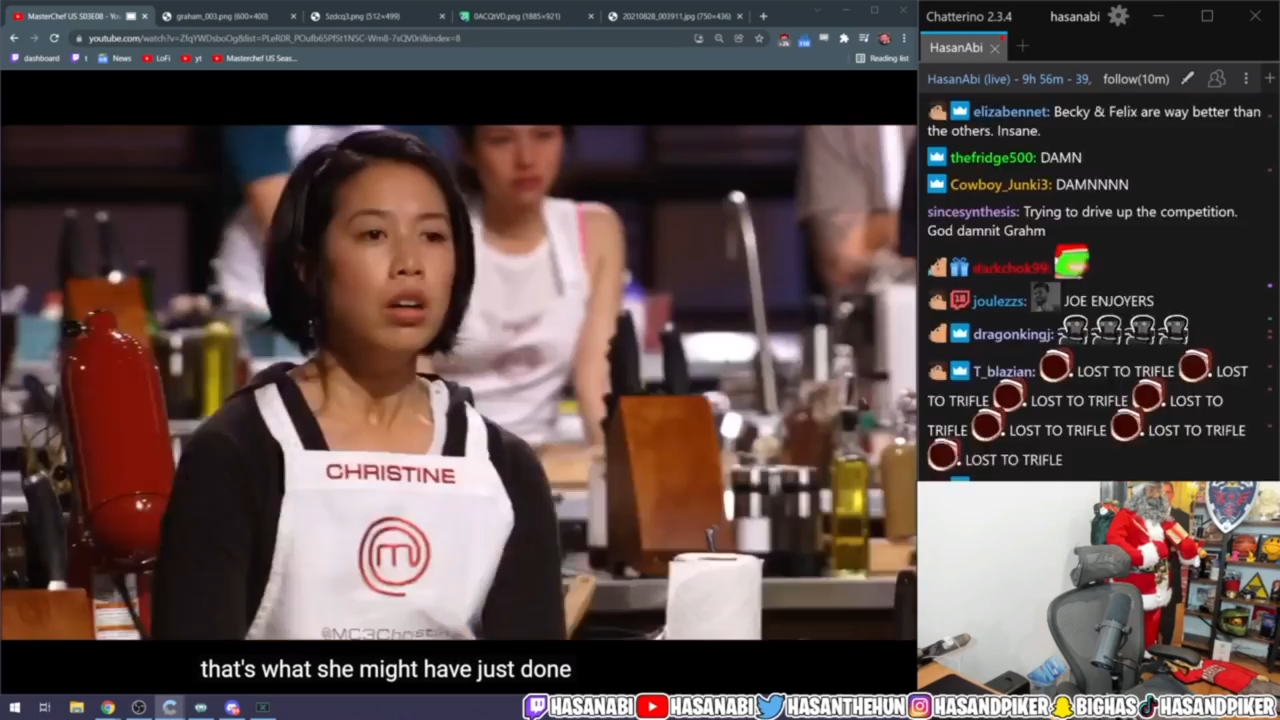 MasterChef US S03E08 - You
graham_003.png (600×400)
5zdcq3.png (512×499)
0ACQtVD.png (1885×921)
20210828_003911.jpg (750×436)
Chatterino 2.3.4
hasanabi
HasanAbi
dashboard
t
News
LoFi
yt
Masterchef US Seas...
Reading list
HasanAbi (live) - 9h 56m - 39,
follow(10m)
elizabennet: Becky & Felix are way better than
the others. Insane.
thefridge500: DAMN
Cowboy_Junki3: DAMNNNN
sincesynthesis: Trying to drive up the competition.
God damnit Grahm
darkchok99:
joulezzs: JOE ENJOYERS
dragonkingj:
T_blazian: LOST TO TRIFLE LOST
TO TRIFLE LOST TO TRIFLE LOST TO
TRIFLE LOST TO TRIFLE LOST TO TRIFLE
LOST TO TRIFLE
CHRISTINE
m
that's what she might have just done
HASANABI HASANABI HASANTHEHUN HASANDPIKER BIGHAS HASANDPIKER